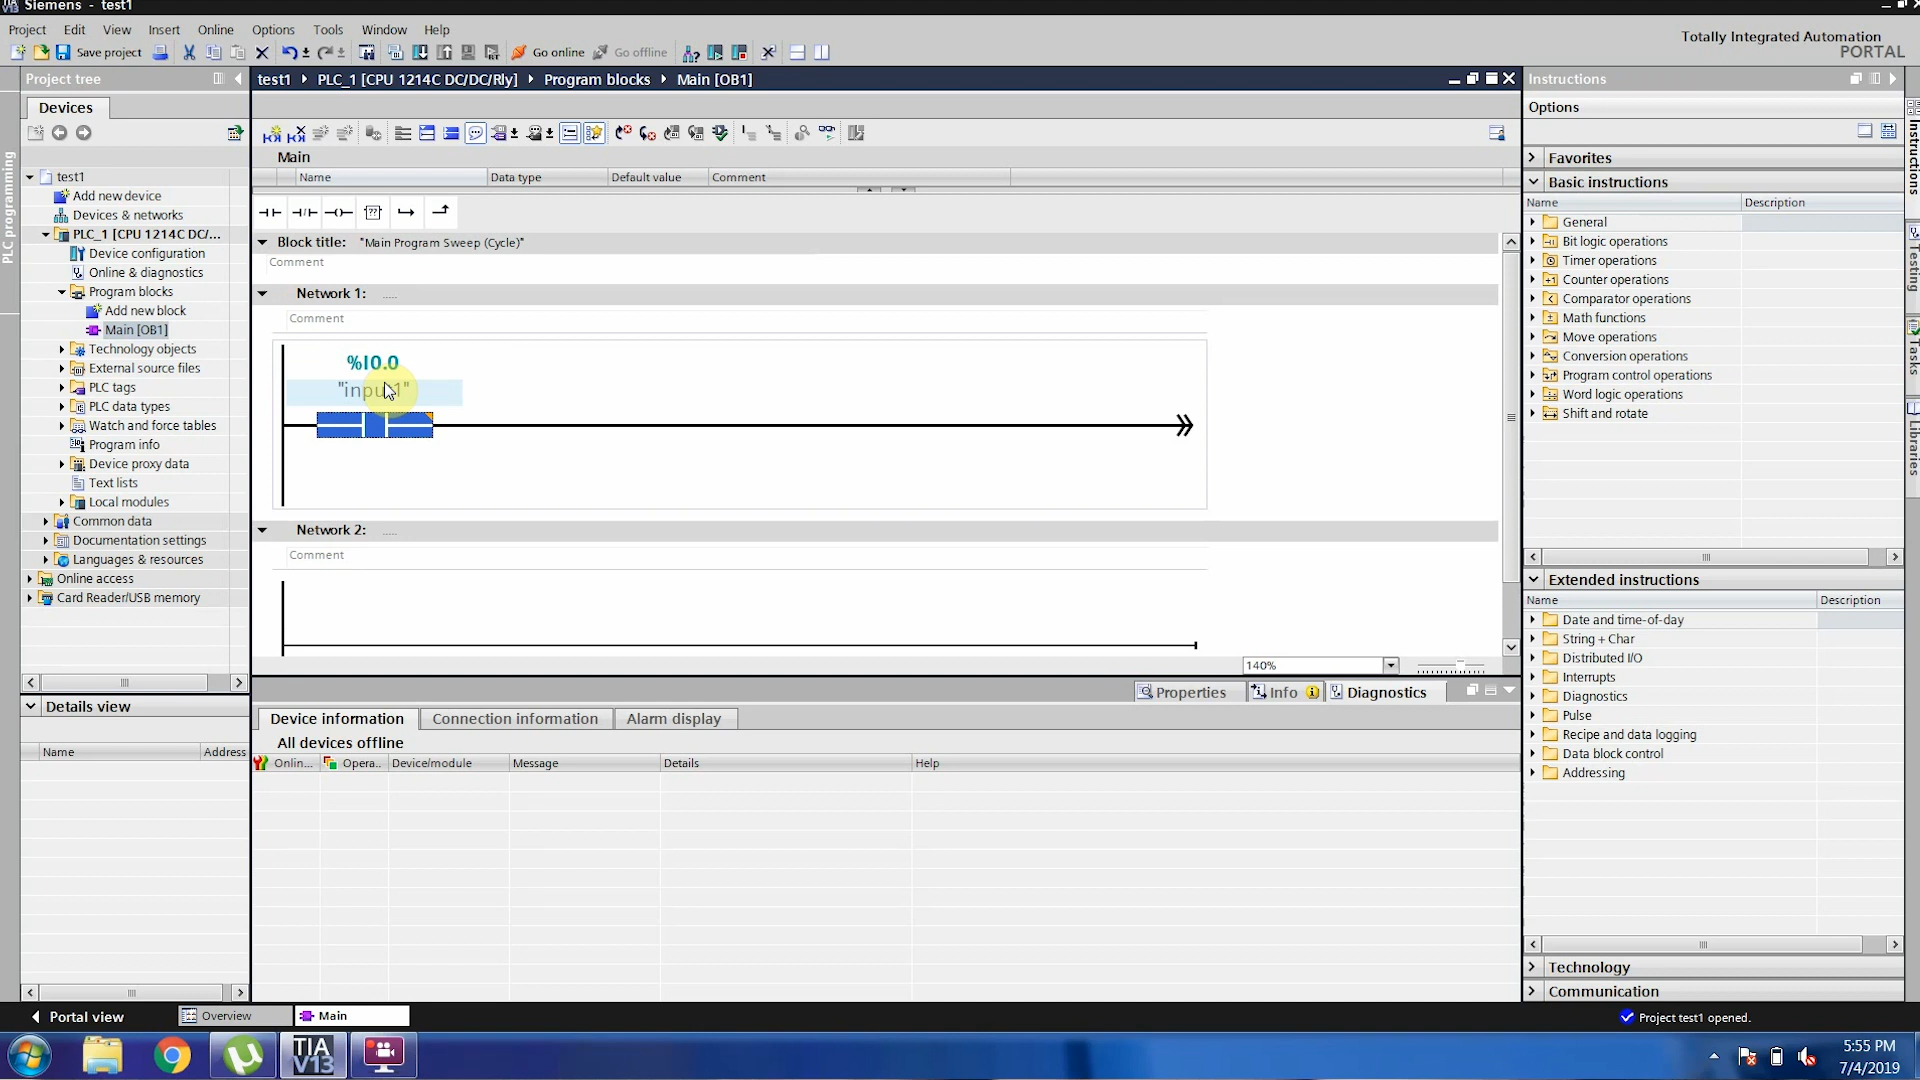 Siemens - test1
Project Edit View Insert Online Options Tools Window Help
Totally Integrated Automation
PORTAL
Save project Go online Go offline
Project tree
test1 PLC_1 [CPU 1214C DC/DC/Rly] Program blocks Main [OB1]
Instructions
Devices
Options
PLC programming
test1
Add new device
Devices & networks
PLC_1 [CPU 1214C DC/...
Device configuration
Online & diagnostics
Program blocks
Add new block
Main [OB1]
Technology objects
External source files
PLC tags
PLC data types
Watch and force tables
Program info
Device proxy data
Text lists
Local modules
Common data
Documentation settings
Languages & resources
Online access
Card Reader/USB memory
Details view
Name Address
Main
Name Data type Default value Comment
??
Block title: "Main Program Sweep (Cycle)"
Comment
Network 1: .....
Comment
%I0.0
Network 2: .....
Comment
140%
Properties Info Diagnostics
Device information Connection information Alarm display
All devices offline
Onlin... Opera.. Device/module Message Details Help
Favorites
Basic instructions
Name Description
General
Bit logic operations
Timer operations
Counter operations
Comparator operations
Math functions
Move operations
Conversion operations
Program control operations
Word logic operations
Shift and rotate
Extended instructions
Name Description
Date and time-of-day
String + Char
Distributed I/O
Interrupts
Diagnostics
Pulse
Recipe and data logging
Data block control
Addressing
Technology
Communication
Instructions
Testing
Tasks
Libraries
Portal view Overview Main
Project test1 opened.
TIA
V13
5:55 PM
7/4/2019